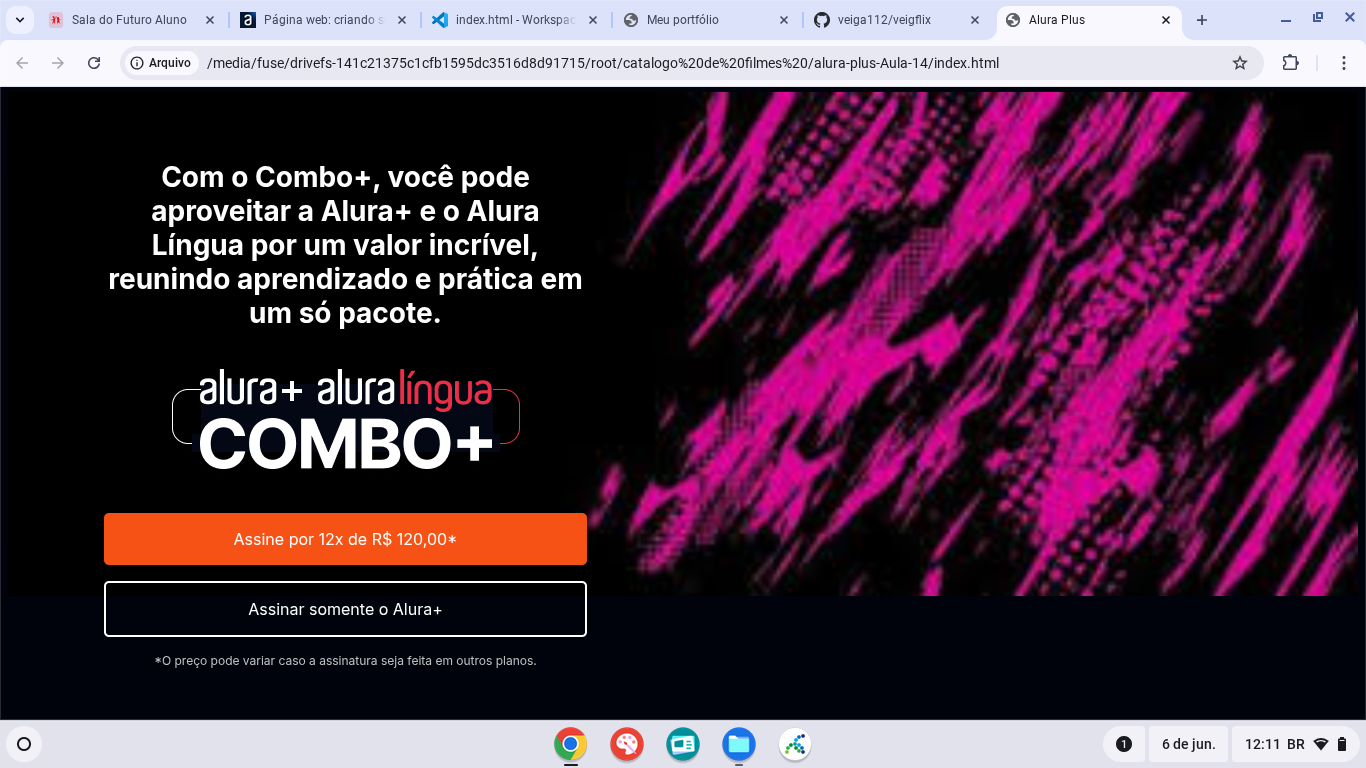 Sala do Futuro Aluno
Página web: criando s
index.html - Workspac
Meu portfólio
veiga112/veigflix
Alura Plus
Arquivo
/media/fuse/drivefs-141c21375c1cfb1595dc3516d8d91715/root/catalogo%20de%20filmes%20/alura-plus-Aula-14/index.html
Com o Combo+, você pode
aproveitar a Alura+ e o Alura
Língua por um valor incrível,
reunindo aprendizado e prática em
um só pacote.
alura+ aluralíngua
COMBO+
Assine por 12x de R$ 120,00*
Assinar somente o Alura+
*O preço pode variar caso a assinatura seja feita em outros planos.
1
6 de jun.
12:11 BR